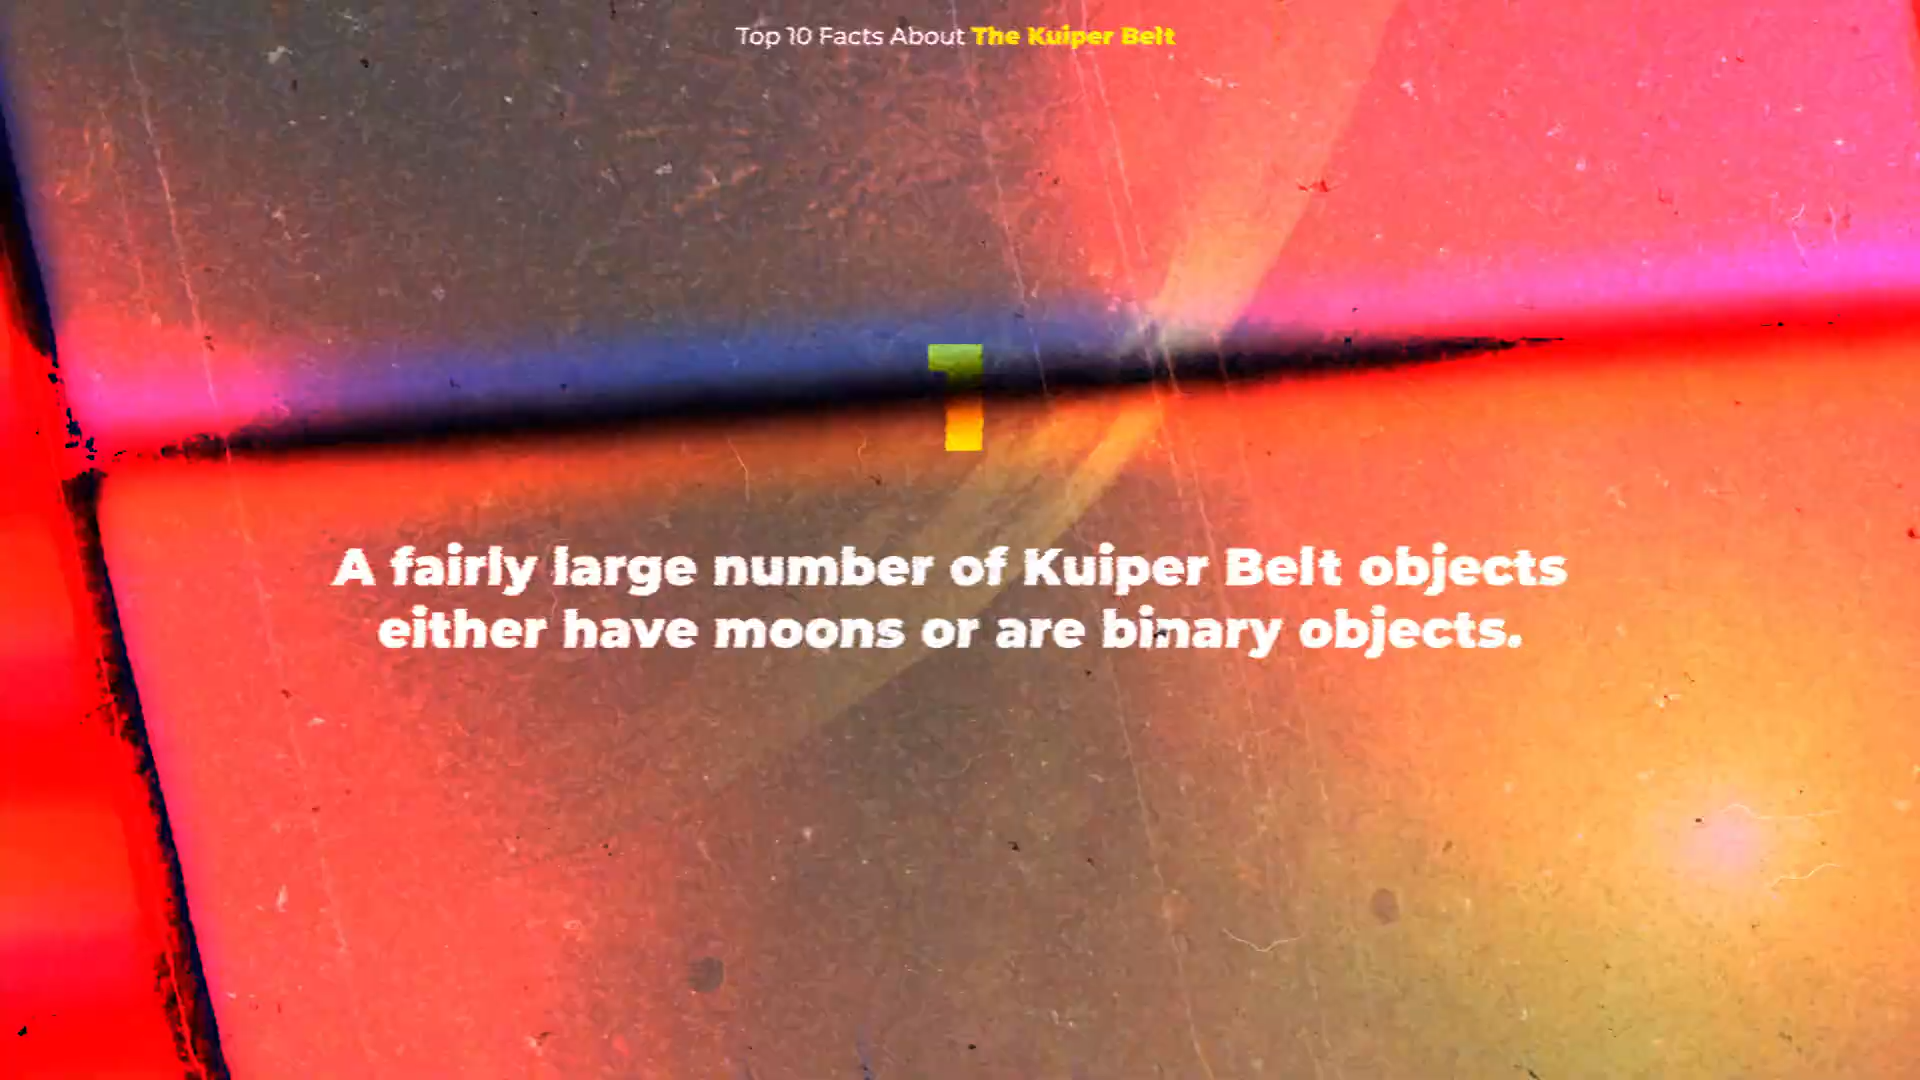 Top 10 Facts About The Kuiper Belt
1
A fairly large number of Kuiper Belt objects
either have moons or are binary objects.